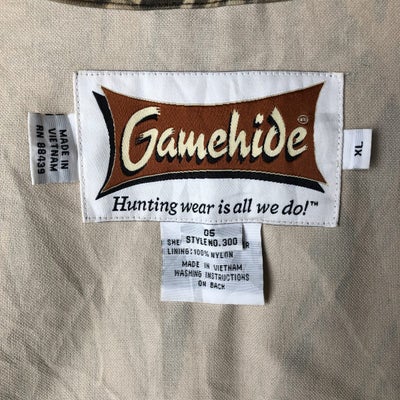 Gamehide
Hunting wear is all we do!™
MADE IN
VIETNAM
RN 88439
XL
OS
STYLE NO. 300
LINING: 100% NYLON
MADE IN VIETNAM
WASHING INSTRUCTIONS
ON BACK